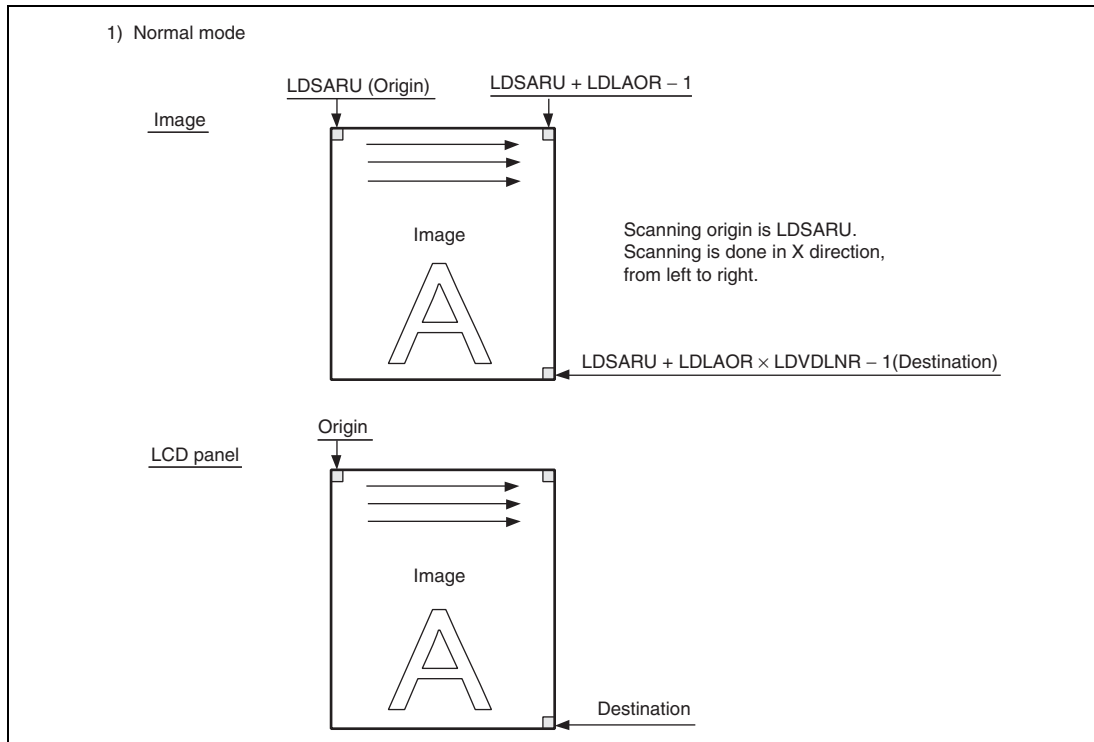 1) Normal mode
LDSARU (Origin)
LDSARU + LDLAOR − 1
Image
Image
A
Scanning origin is LDSARU.
Scanning is done in X direction,
from left to right.
LDSARU + LDLAOR × LDVDLNR − 1(Destination)
Origin
LCD panel
Image
A
Destination